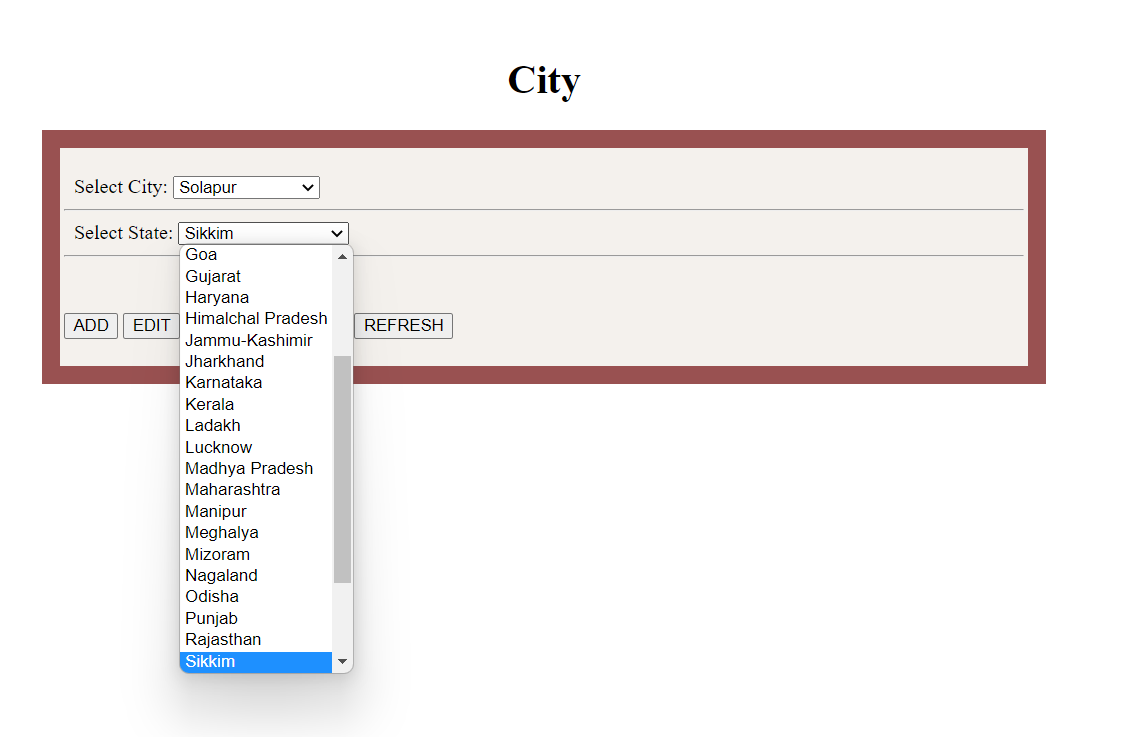 City
Select City: Solapur
Select State: Sikkim
Goa
Gujarat
Haryana
Himalchal Pradesh
Jammu-Kashimir
Jharkhand
Karnataka
Kerala
Ladakh
Lucknow
Madhya Pradesh
Maharashtra
Manipur
Meghalya
Mizoram
Nagaland
Odisha
Punjab
Rajasthan
Sikkim
ADD EDIT REFRESH